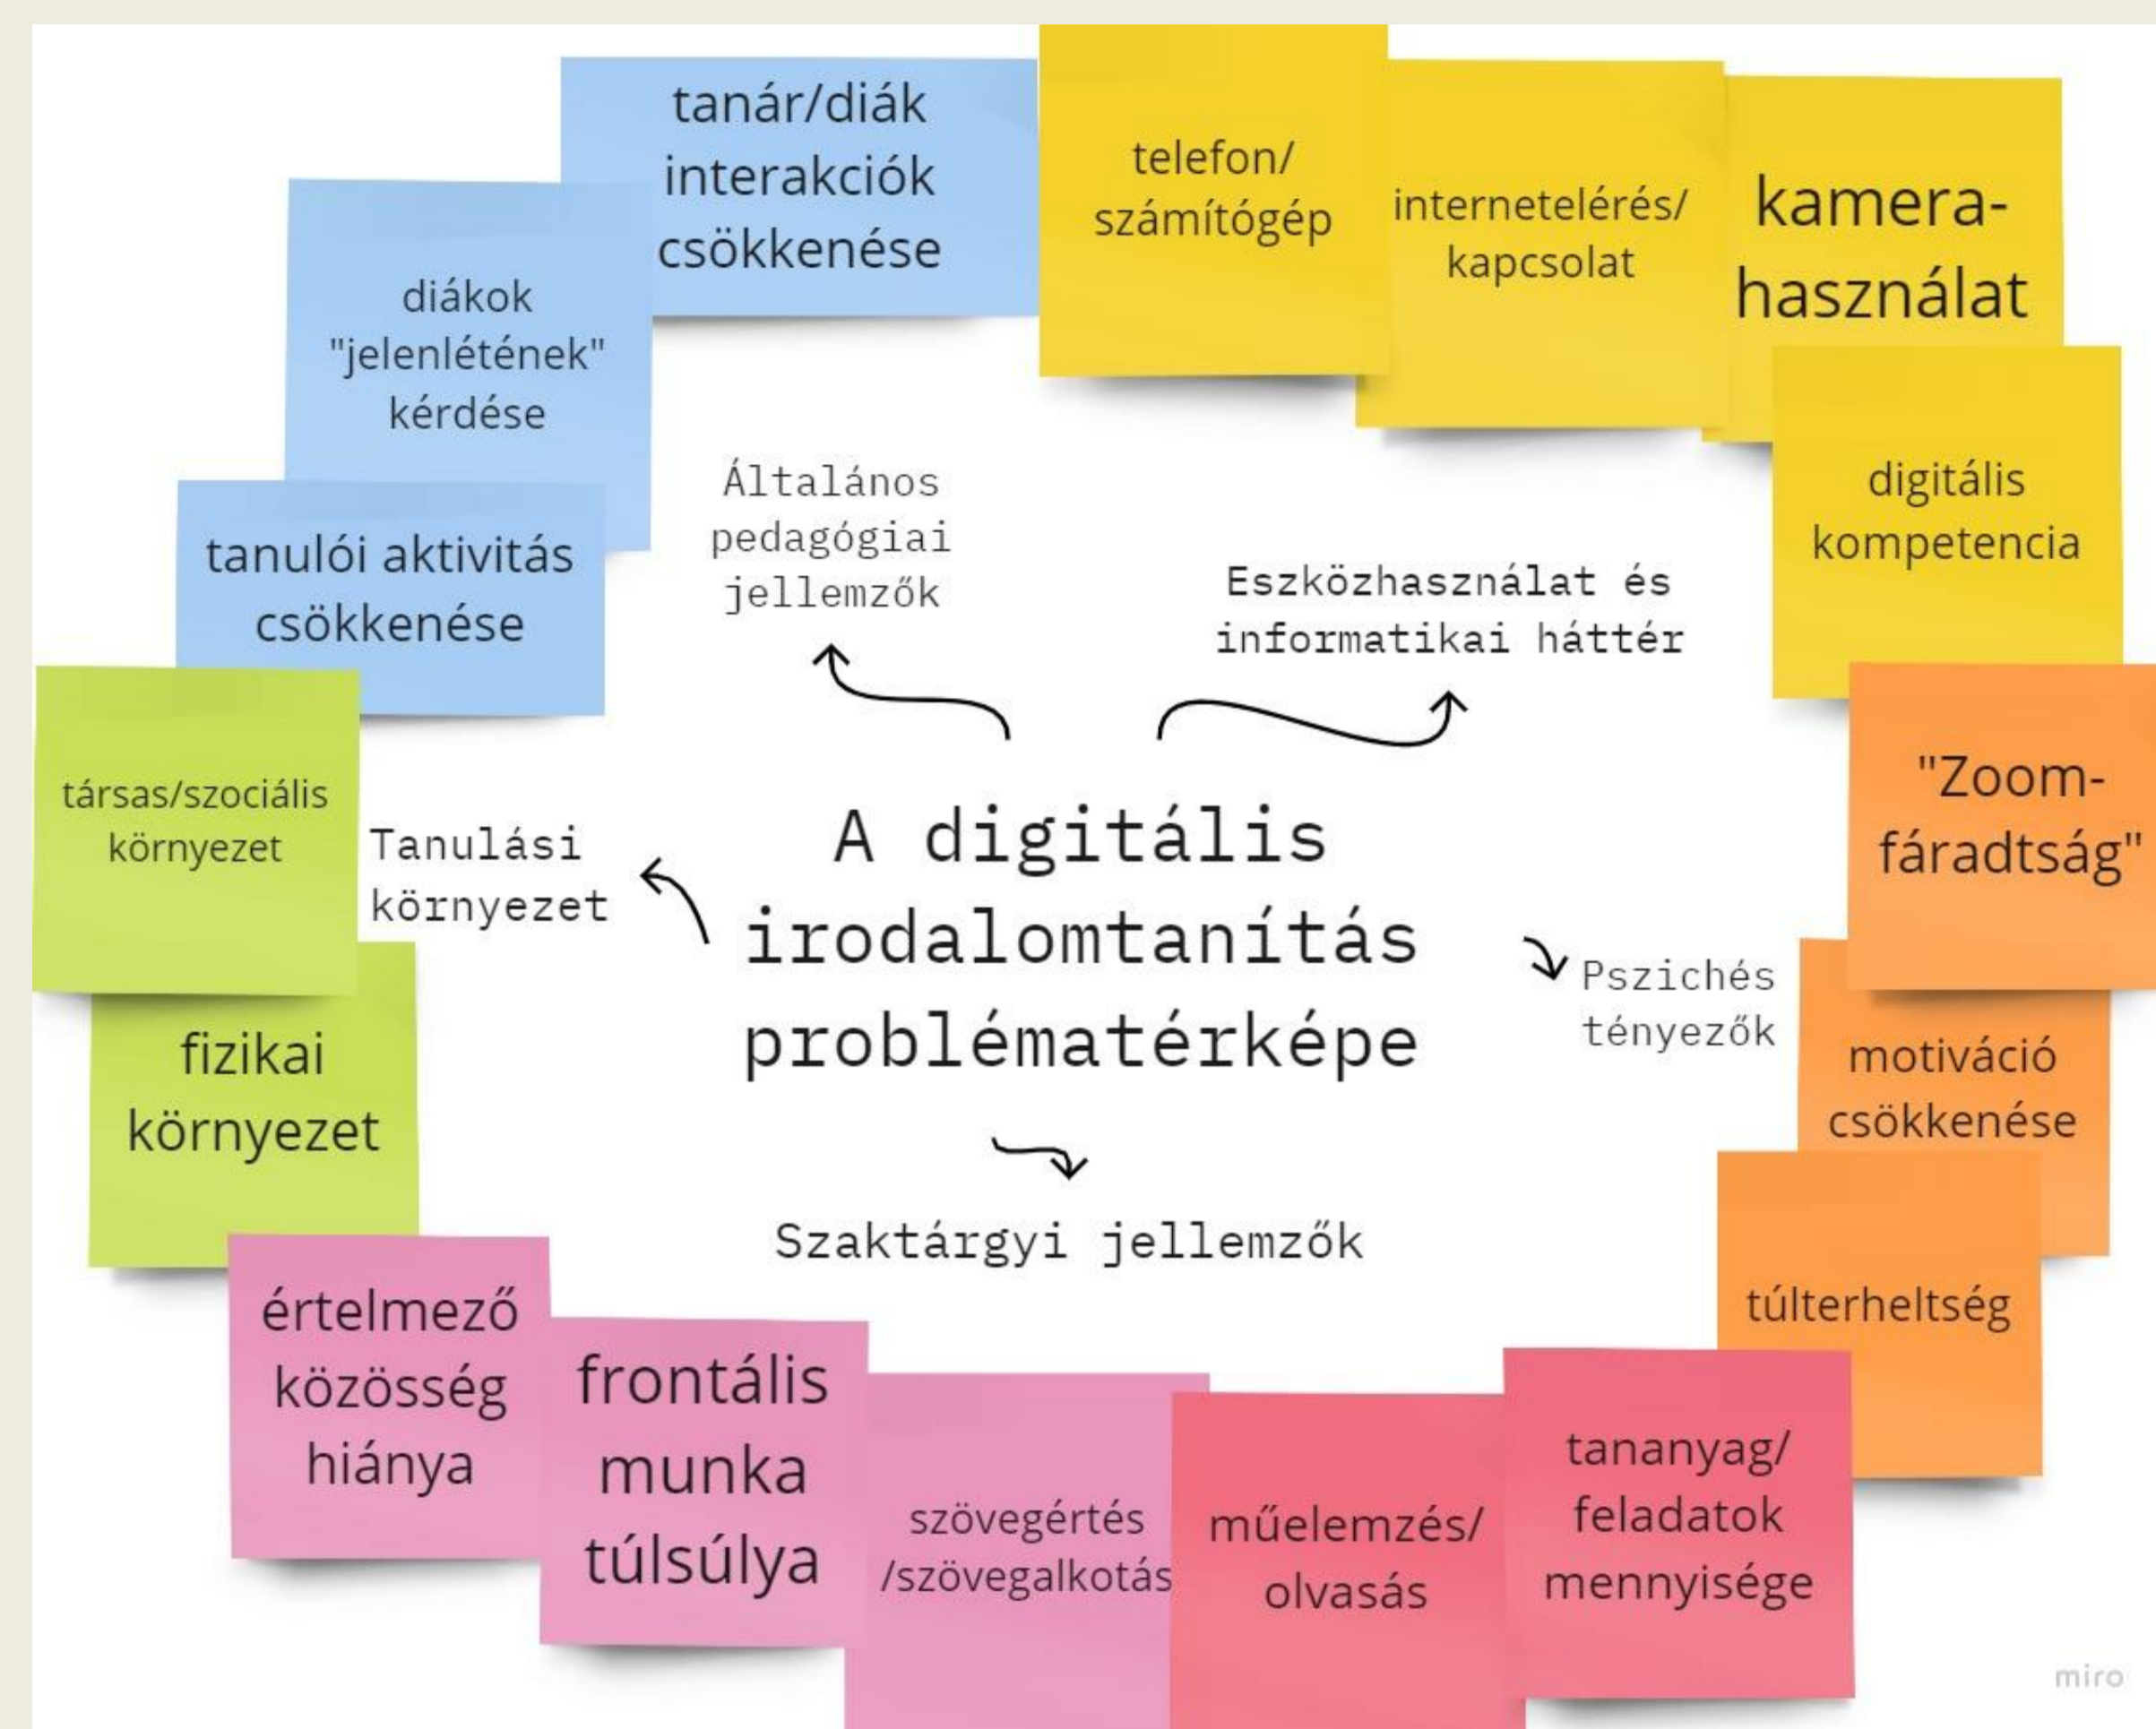 tanár/diák
interakciók
csökkenése
telefon/
számítógép
internetelérés/
kapcsolat
kamera-
használat
diákok
"jelenlétének"
kérdése
digitális
kompetencia
tanulói aktivitás
csökkenése
Általános
pedagógiai
jellemzők
Eszközhasználat és
informatikai háttér
társas/szociális
környezet
Tanulási
környezet
A digitális
irodalomtanítás
problématérképe
"Zoom-
fáradtság"
Pszichés
tényezők
motiváció
csökkenése
fizikai
környezet
Szaktárgyi jellemzők
túlterheltség
értelmező
közösség
hiánya
frontális
munka
túlsúlya
szövegértés
/szövegalkotás
műelemzés/
olvasás
tananyag/
feladatok
mennyisége
miro